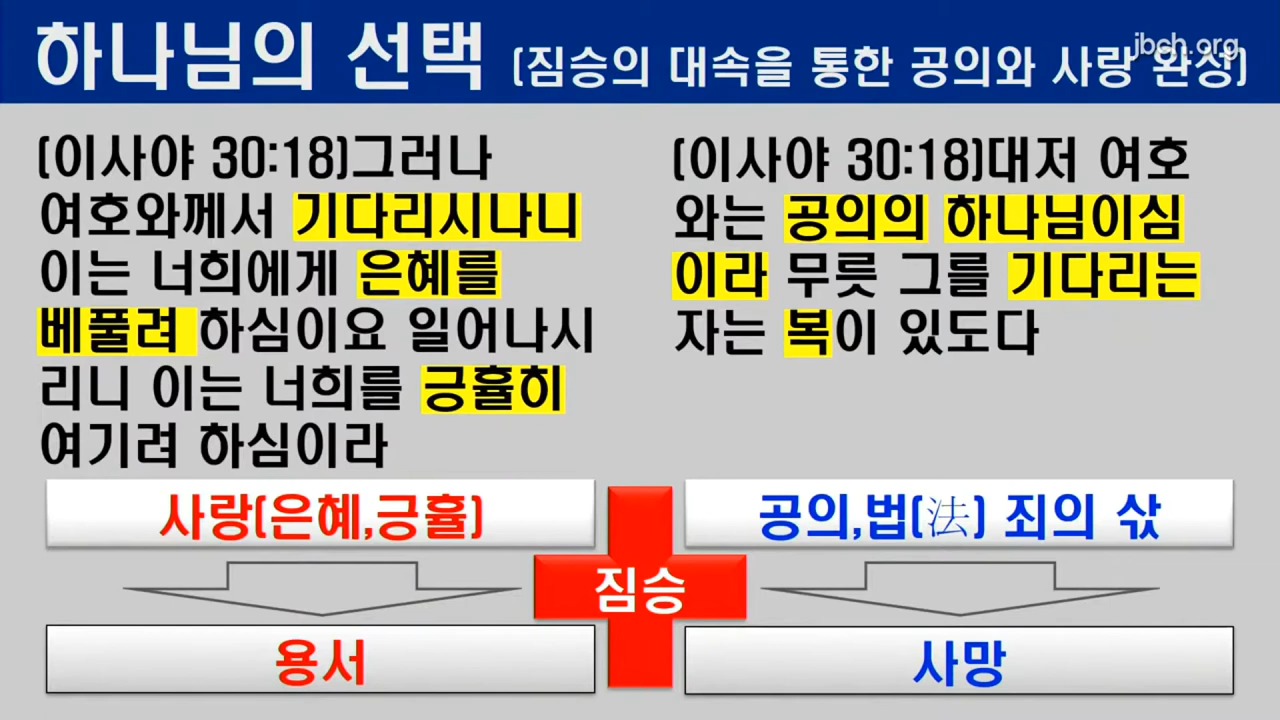 하나님의 선택 (짐승의 대속을 통한 공의와 사랑 완성)
jbch.org
(이사야 30:18)그러나
여호와께서 기다리시나니
이는 너희에게 은혜를
베풀려 하심이요 일어나시
리니 이는 너희를 긍휼히
여기려 하심이라
(이사야 30:18)대저 여호
와는 공의의 하나님이심
이라 무릇 그를 기다리는
자는 복이 있도다
사랑(은혜,긍휼)
공의,법(法) 죄의 삯
짐승
용서
사망